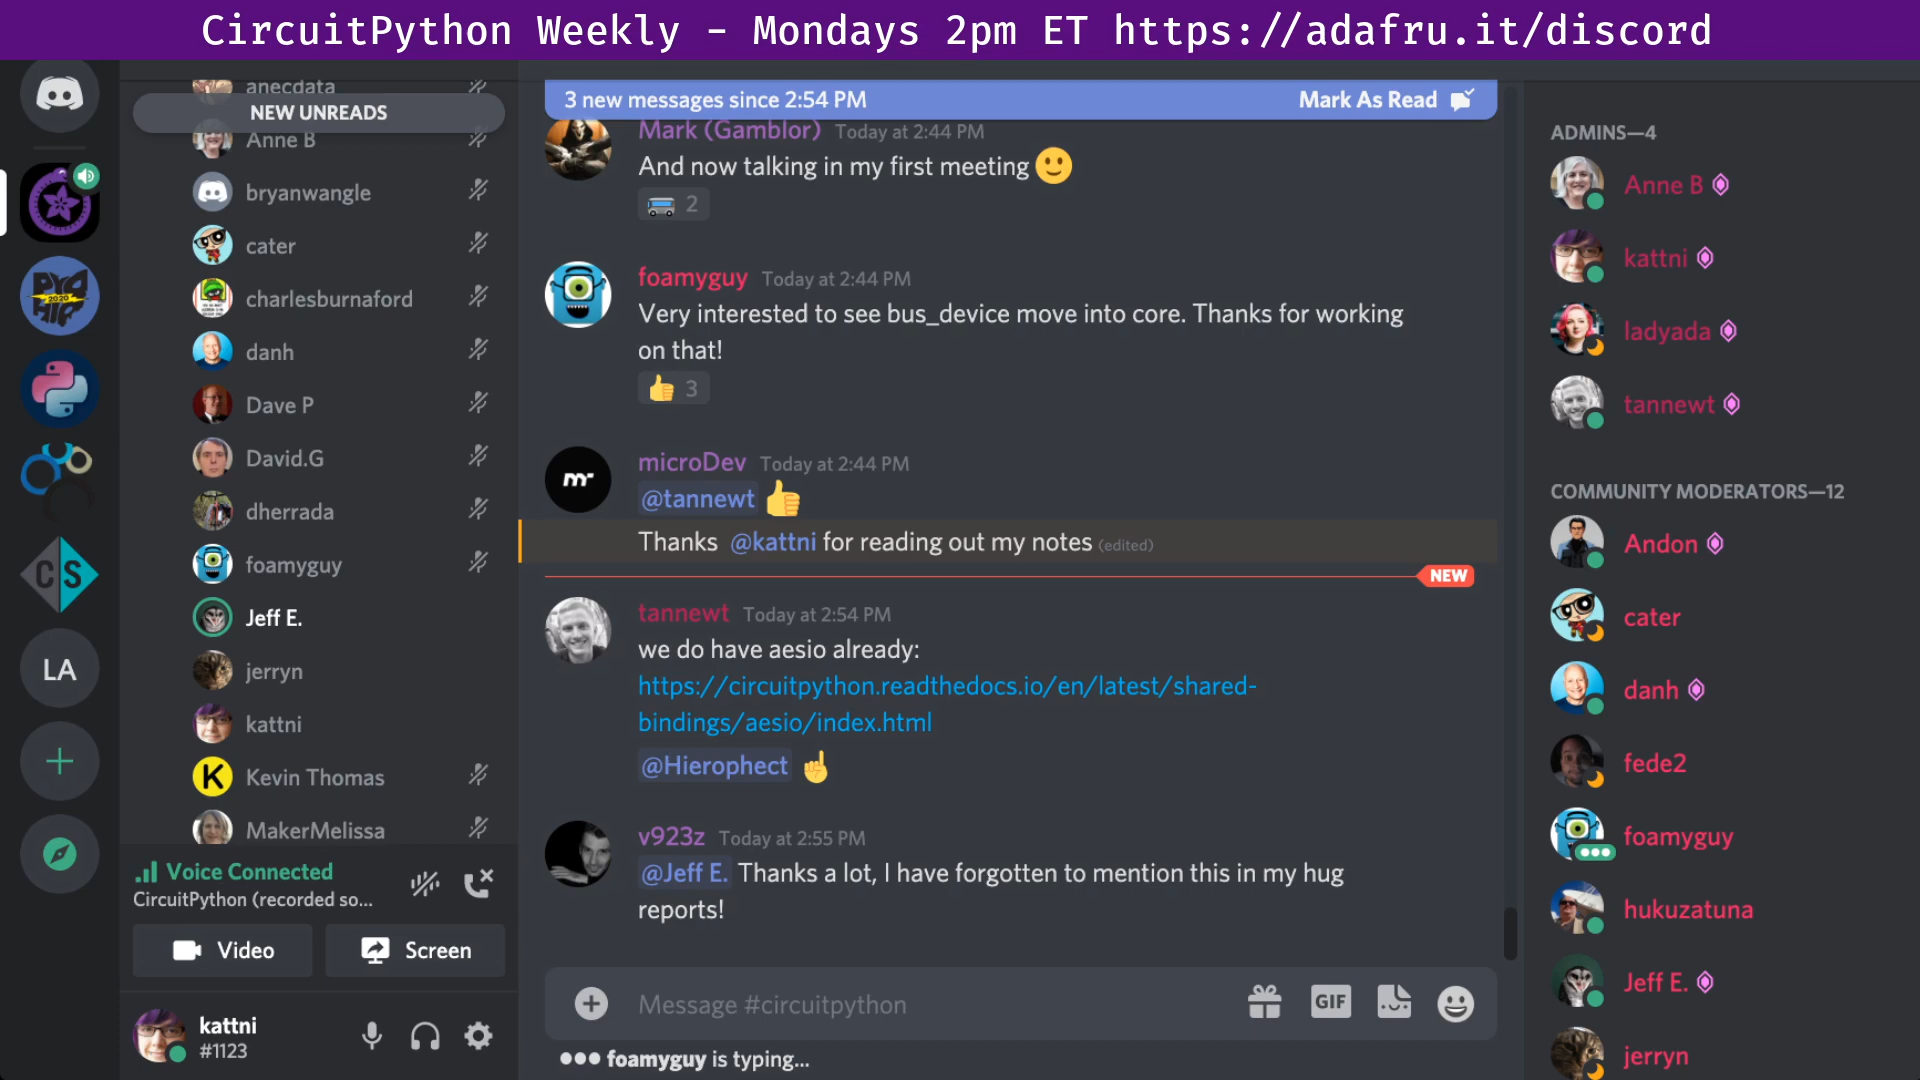 CircuitPython Weekly – Mondays 2pm ET https://adafru.it/discord
anecdata
NEW UNREADS
Anne B
bryanwangle
cater
charlesburnaford
danh
Dave P
David.G
dherrada
foamyguy
Jeff E.
jerryn
kattni
Kevin Thomas
MakerMelissa
Voice Connected
CircuitPython (recorded so...
Video
Screen
kattni
#1123
CS
LA
3 new messages since 2:54 PM
Mark As Read
Mark (Gamblor) Today at 2:44 PM
And now talking in my first meeting
2
foamyguy Today at 2:44 PM
Very interested to see bus_device move into core. Thanks for working
on that!
3
microDev Today at 2:44 PM
@tannewt
Thanks @kattni for reading out my notes (edited)
NEW
tannewt Today at 2:54 PM
we do have aesio already:
https://circuitpython.readthedocs.io/en/latest/shared-
bindings/aesio/index.html
@Hierophect
v923z Today at 2:55 PM
@Jeff E. Thanks a lot, I have forgotten to mention this in my hug
reports!
Message #circuitpython
GIF
foamyguy is typing...
ADMINS—4
Anne B
kattni
ladyada
tannewt
COMMUNITY MODERATORS—12
Andon
cater
danh
fede2
foamyguy
hukuzatuna
Jeff E.
jerryn